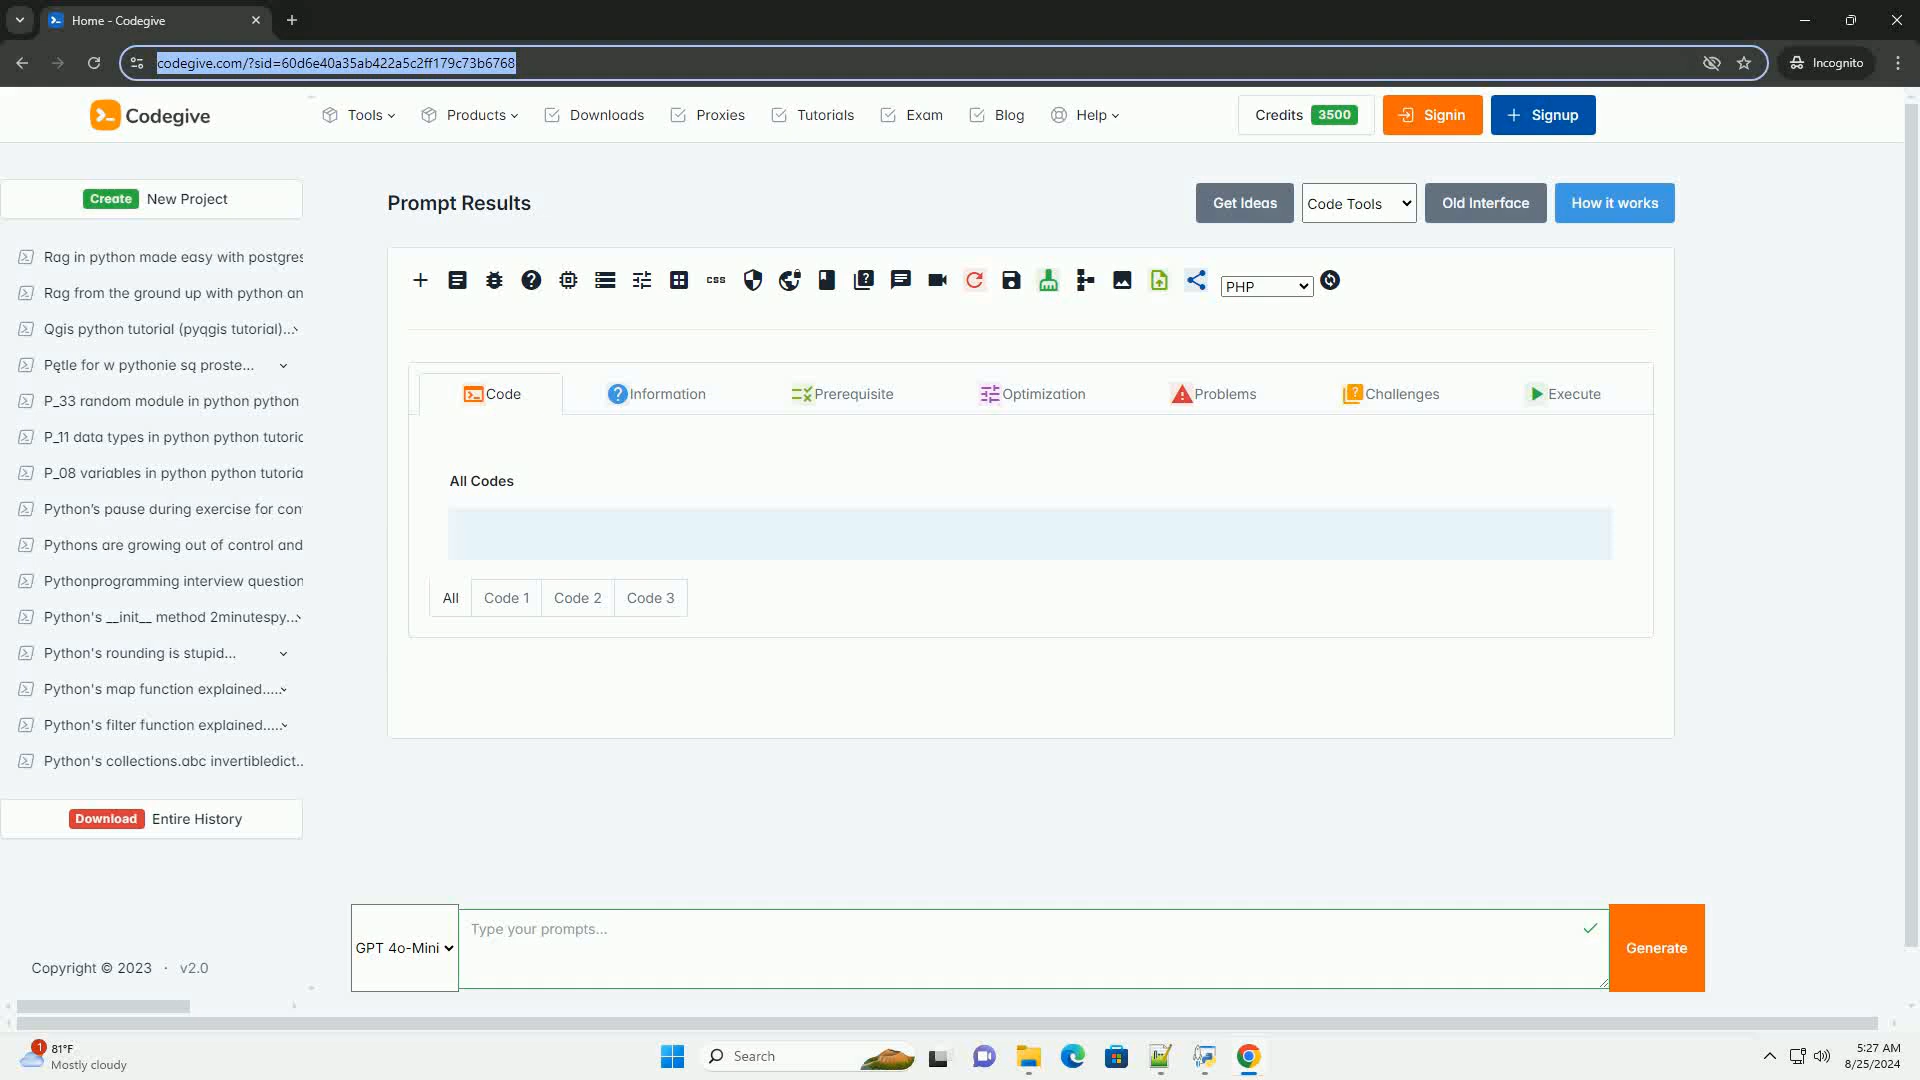 Home - Codegive
codegive.com/?sid=60d6e40a35ab422a5c2ff179c73b6768
Incognito
Codegive
Tools
Products
Downloads
Proxies
Tutorials
Exam
Blog
Help
Credits 3500
Signin
Signup
Create New Project
Rag in python made easy with postgres
Rag from the ground up with python an
Qgis python tutorial (pyqgis tutorial)...
Pętle for w pythonie są proste...
P_33 random module in python python
P_11 data types in python python tutoric
P_08 variables in python python tutoria
Python's pause during exercise for con
Pythons are growing out of control and
Pythonprogramming interview question
Python's __init__ method 2minutespy...
Python's rounding is stupid...
Python's map function explained.....
Python's filter function explained.....
Python's collections.abc invertibledict..
Download Entire History
Copyright © 2023 · v2.0
Prompt Results
Get Ideas
Code Tools
Old Interface
How it works
CSS
PHP
Code
Information
Prerequisite
Optimization
Problems
Challenges
Execute
All Codes
All
Code 1
Code 2
Code 3
GPT 4o-Mini
Type your prompts...
Generate
1
81°F
Mostly cloudy
Search
5:27 AM
8/25/2024